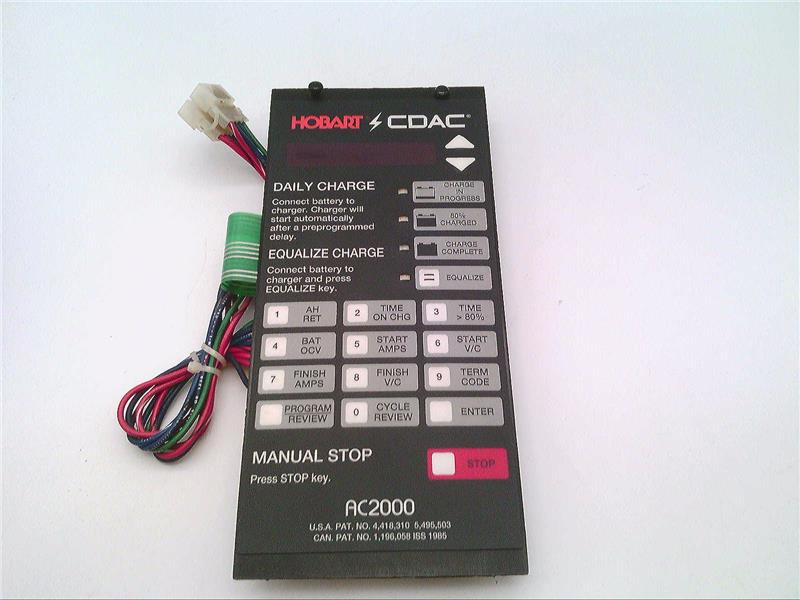 HOBART CDAC®
DAILY CHARGE
Connect battery to
charger. Charger will
start automatically
after a preprogrammed
delay.
CHARGE
IN
PROGRESS
80%
CHARGED
CHARGE
COMPLETE
EQUALIZE CHARGE
Connect battery to
charger and press
EQUALIZE key.
= EQUALIZE
1 AH
RET
2 TIME
ON CHG
3 TIME
> 80%
4 BAT
OCV
5 START
AMPS
6 START
V/C
7 FINISH
AMPS
8 FINISH
V/C
9 TERM
CODE
PROGRAM
REVIEW
0 CYCLE
REVIEW
ENTER
MANUAL STOP
Press STOP key.
STOP
AC2000
U.S.A. PAT. NO. 4,418,310 5,495,503
CAN. PAT. NO. 1,196,058 ISS 1985